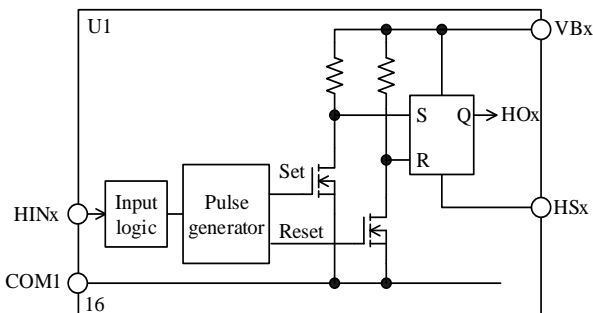 U1
VBx
S Q
HOx
R
Set
Input
logic
Pulse
generator
HINx
HSx
Reset
COM1
16